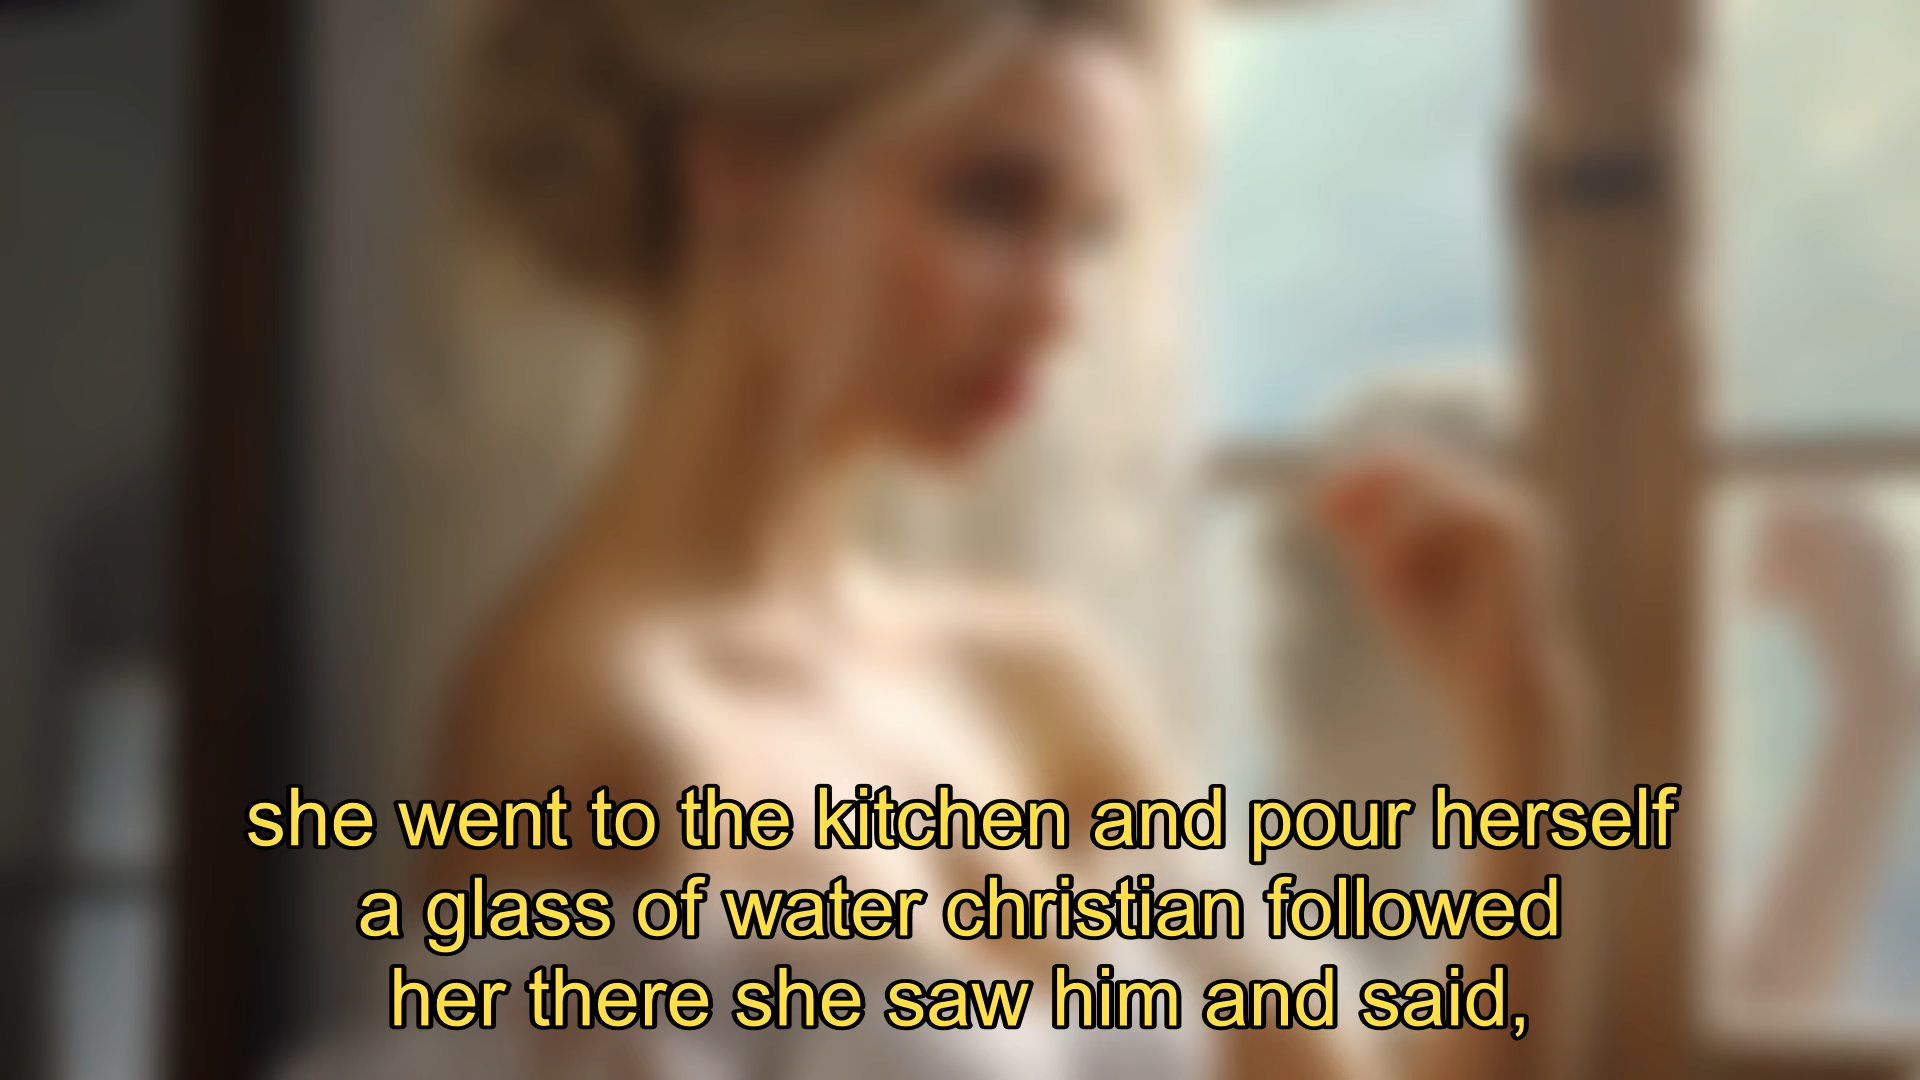 she went to the kitchen and pour herself
a glass of water christian followed
her there she saw him and said,